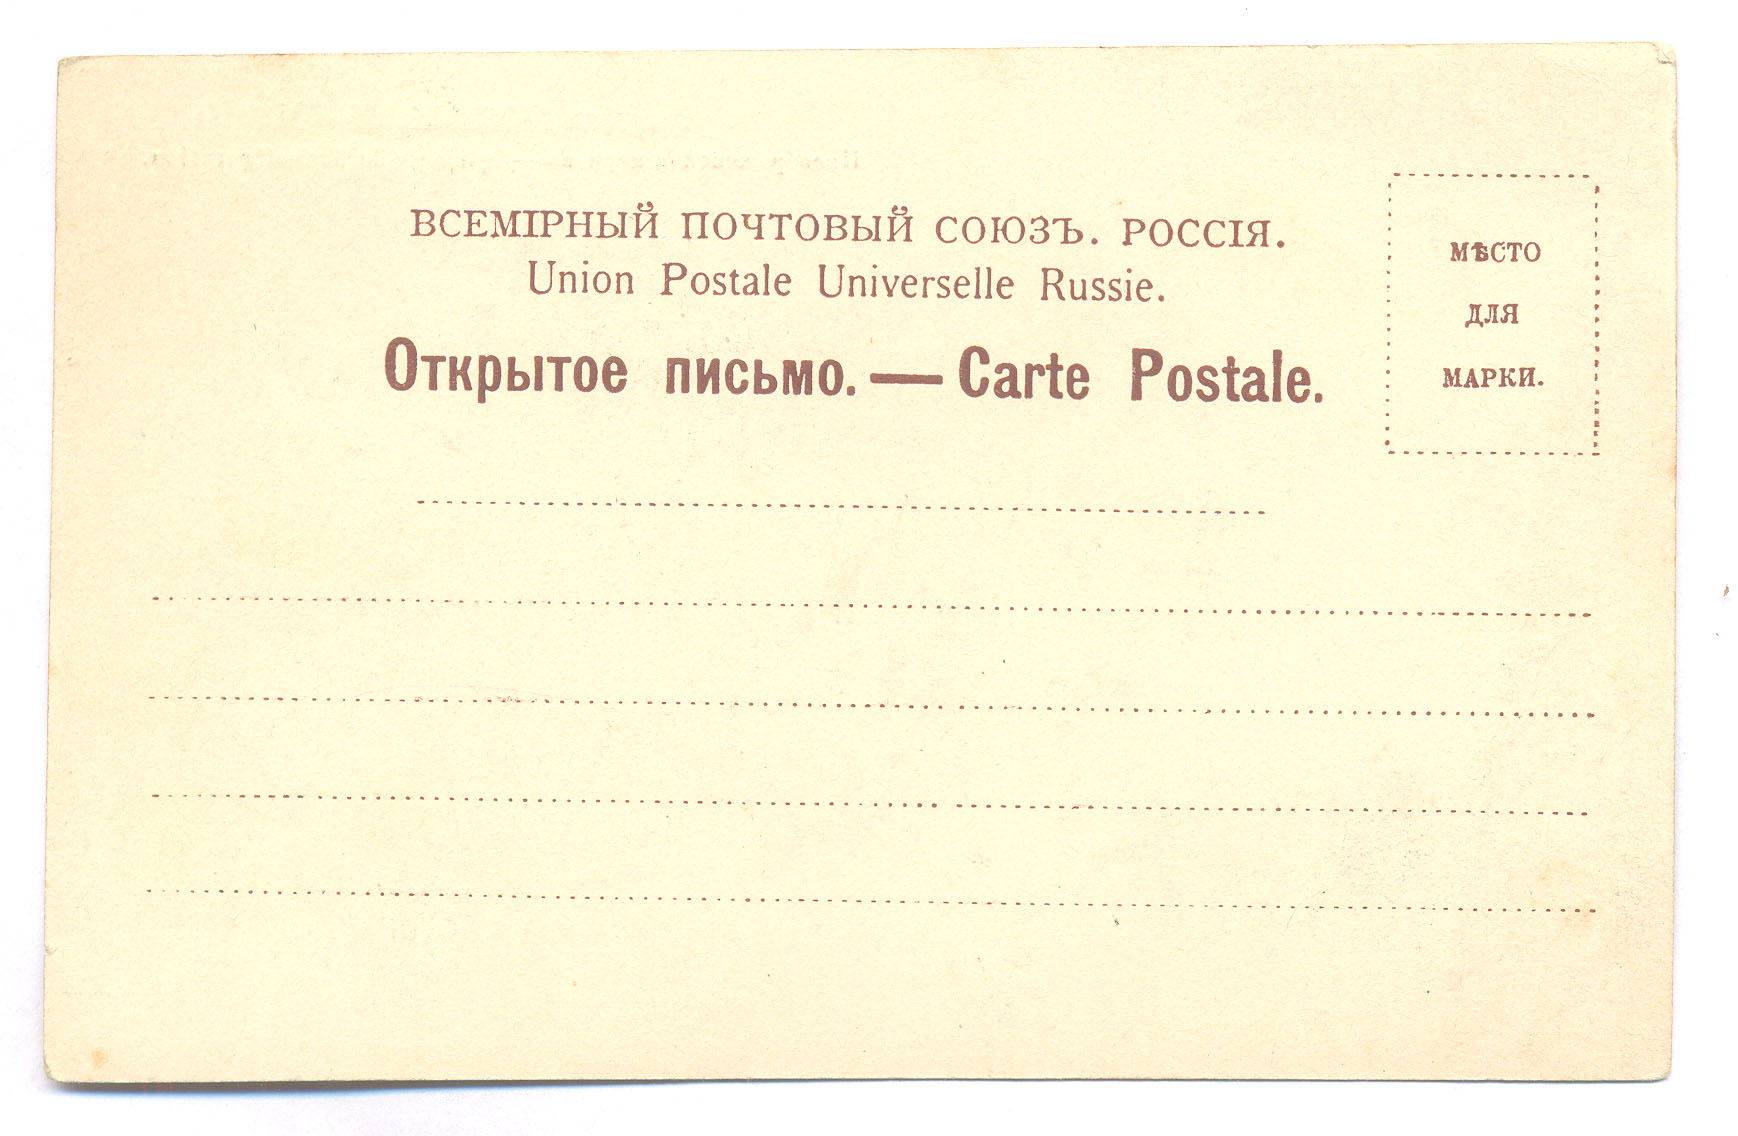 ВСЕМІРНЫЙ ПОЧТОВЫЙ СОЮЗЪ. РОССІЯ.
Union Postale Universelle Russie.
Открытое письмо. — Carte Postale.
МѢСТО
ДЛЯ
МАРКИ.